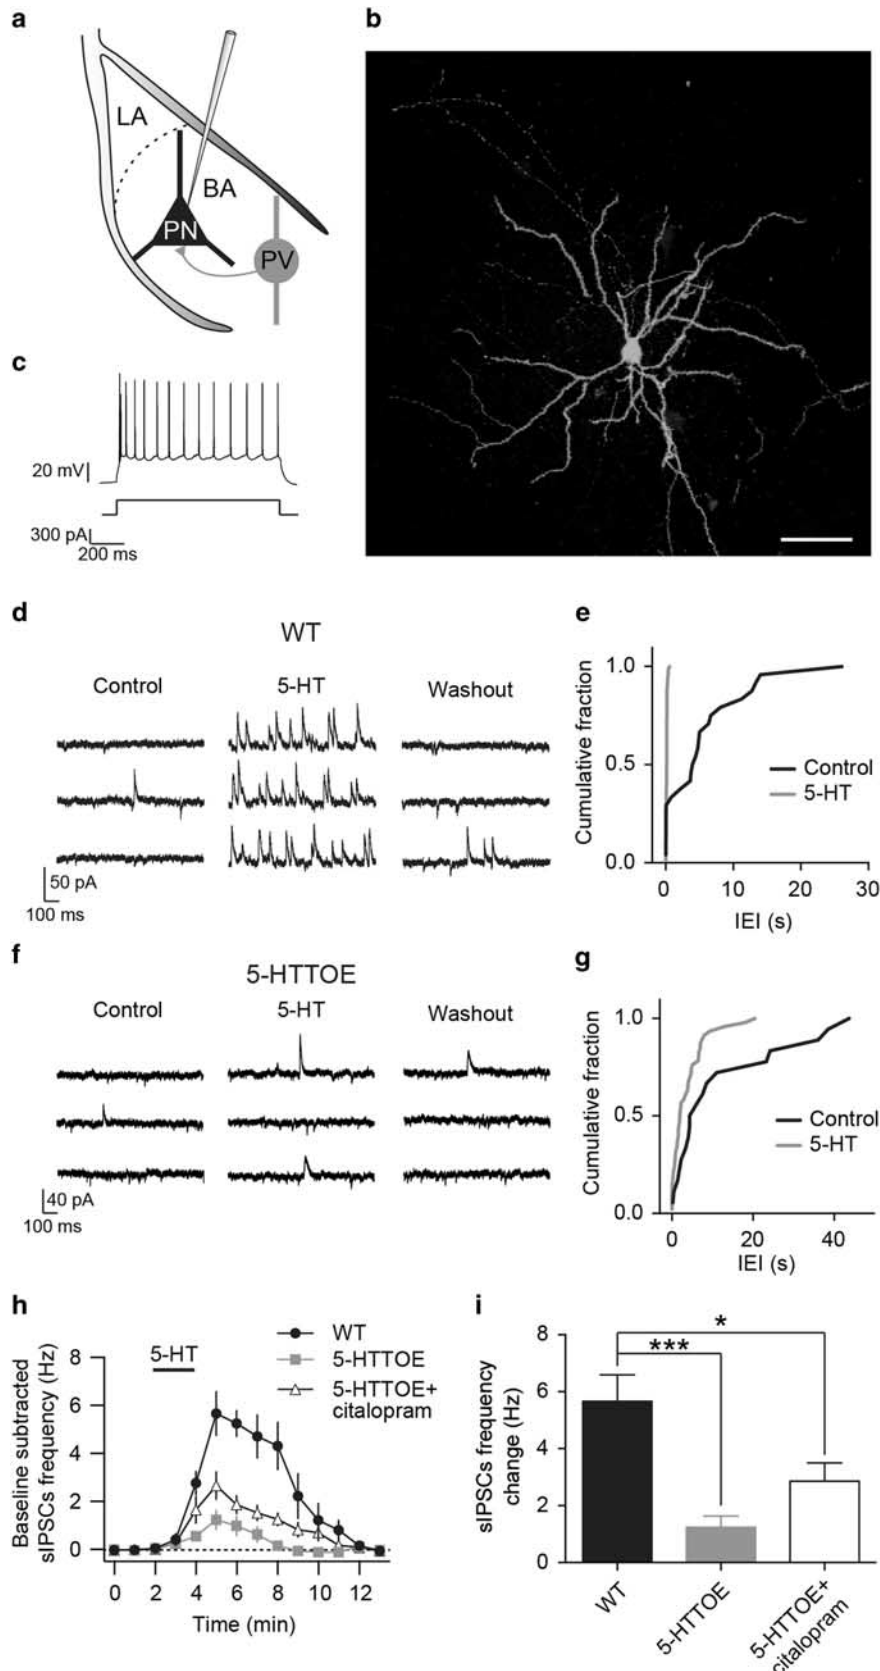 a
LA
BA
PN
PV
b
c
20 mV
300 pA
200 ms
d
WT
Control
5-HT
Washout
50 pA
100 ms
e
Cumulative fraction
1.0
0.5
0.0
Control
5-HT
0
10
20
30
IEI (s)
f
5-HTTOE
Control
5-HT
Washout
40 pA
100 ms
g
Cumulative fraction
1.0
0.5
0.0
Control
5-HT
0
20
40
IEI (s)
h
Baseline subtracted
sIPSCs frequency (Hz)
8
6
4
2
0
5-HT
WT
5-HTTOE
5-HTTOE+
citalopram
0
2
4
6
8
10
12
Time (min)
i
sIPSCs frequency
change (Hz)
8
6
4
2
0
*
***
WT
5-HTTOE
5-HTTOE+
citalopram